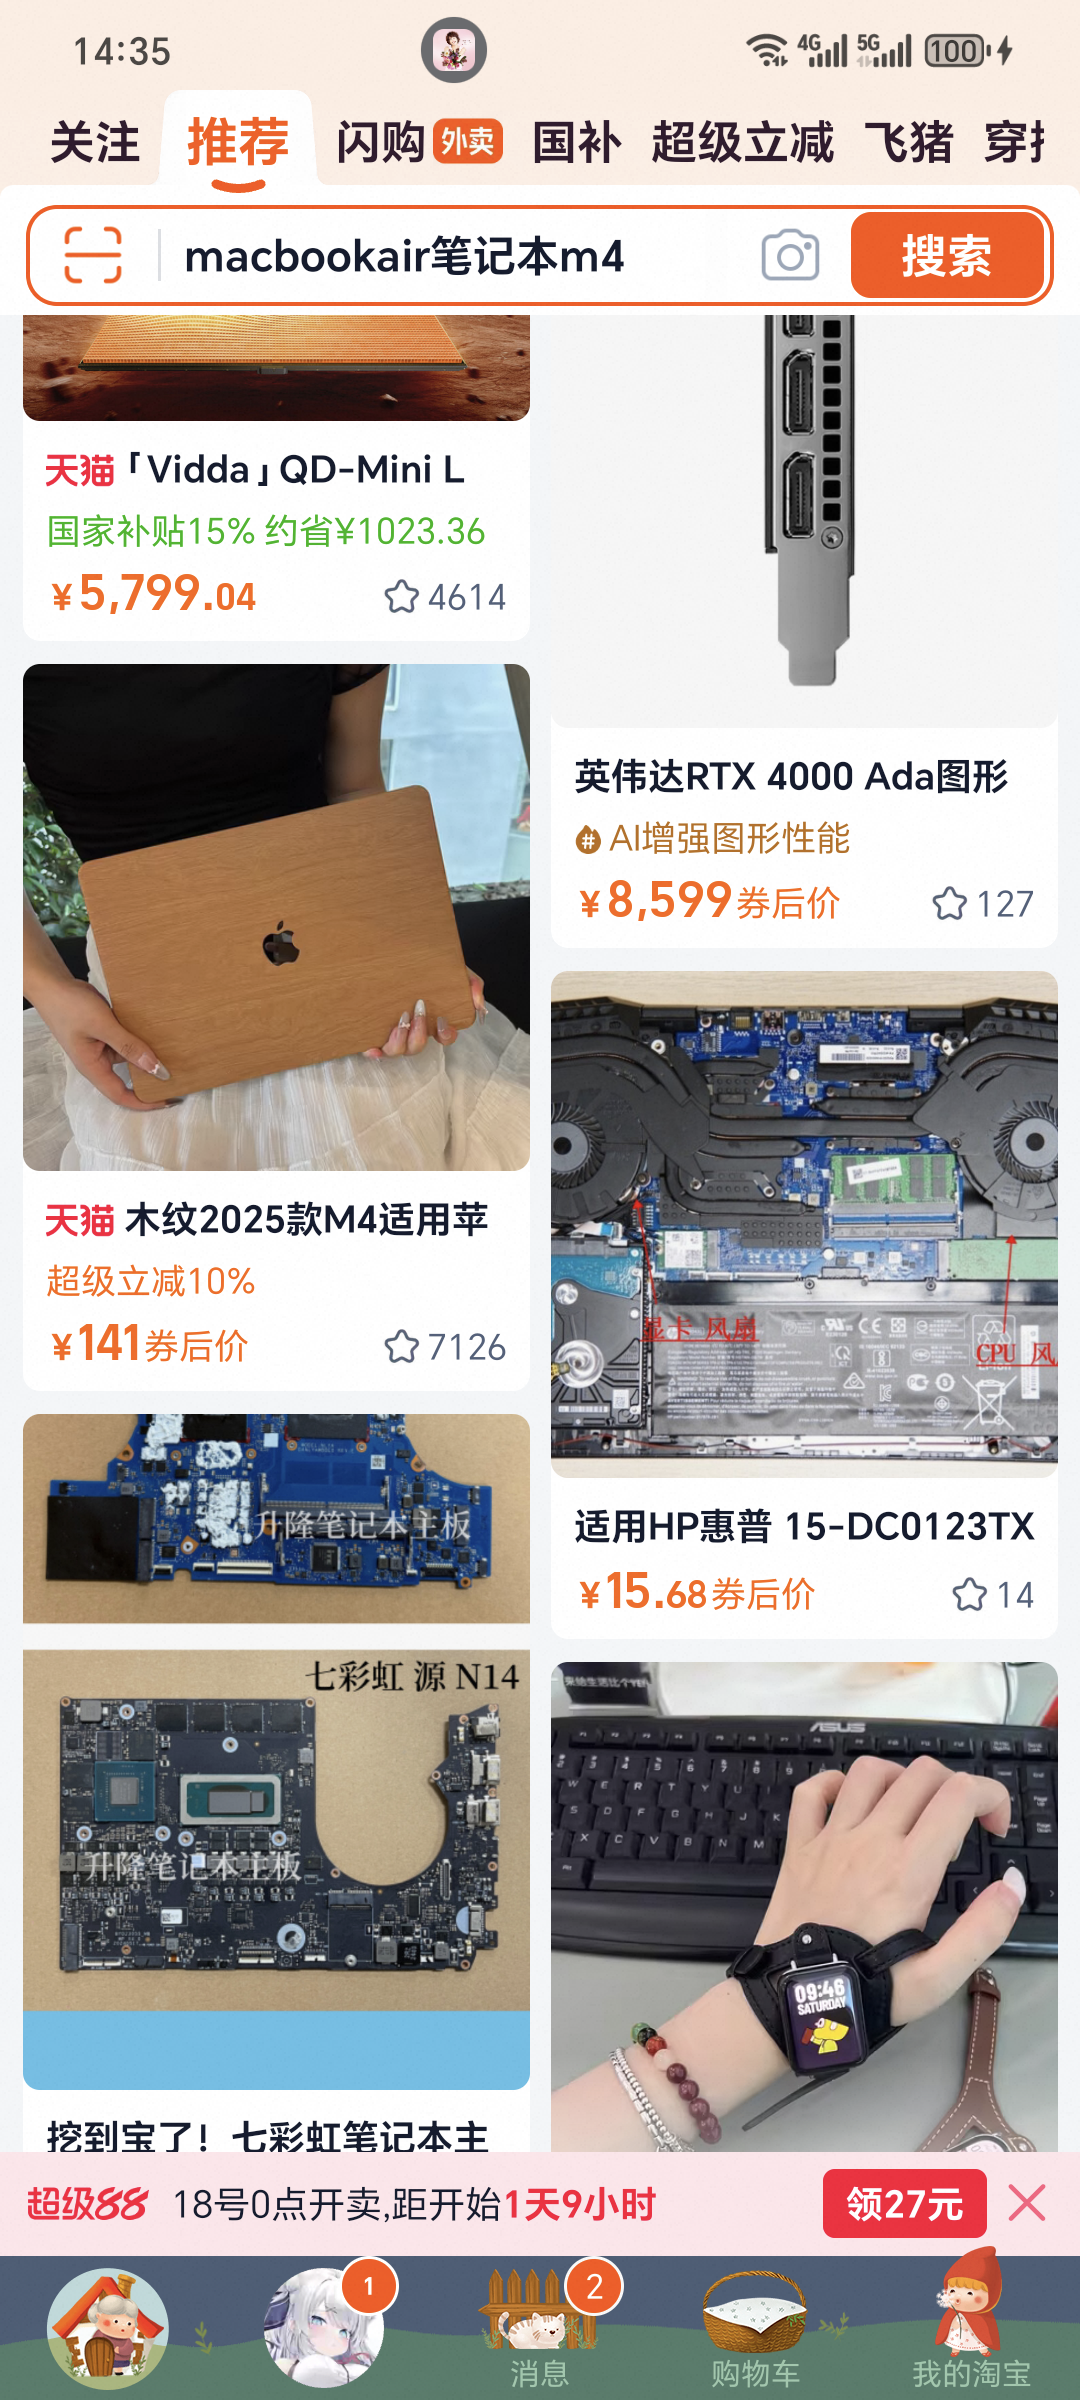 14:35
4G
5G
100
关注
推荐
闪购
外卖
国补
超级立减
飞猪
macbookair笔记本m4
搜索
天猫「Vidda」QD-Mini L
国家补贴15% 约省¥1023.36
¥5,799.04
4614
英伟达RTX 4000 Ada图形
AI增强图形性能
¥8,599券后价
127
天猫 木纹2025款M4适用苹
超级立减10%
¥141券后价
7126
显卡 风扇
CPU 风
适用HP惠普 15-DC0123TX
¥15.68券后价
14
升降笔记本主板
七彩虹 源 N14
升降笔记本主板
挖到宝了！七彩虹笔记本主
ASUS
09:46
SATURDAY
超级88
18号0点开卖,距开始1天9小时
领27元
1
2
消息
购物车
我的淘宝